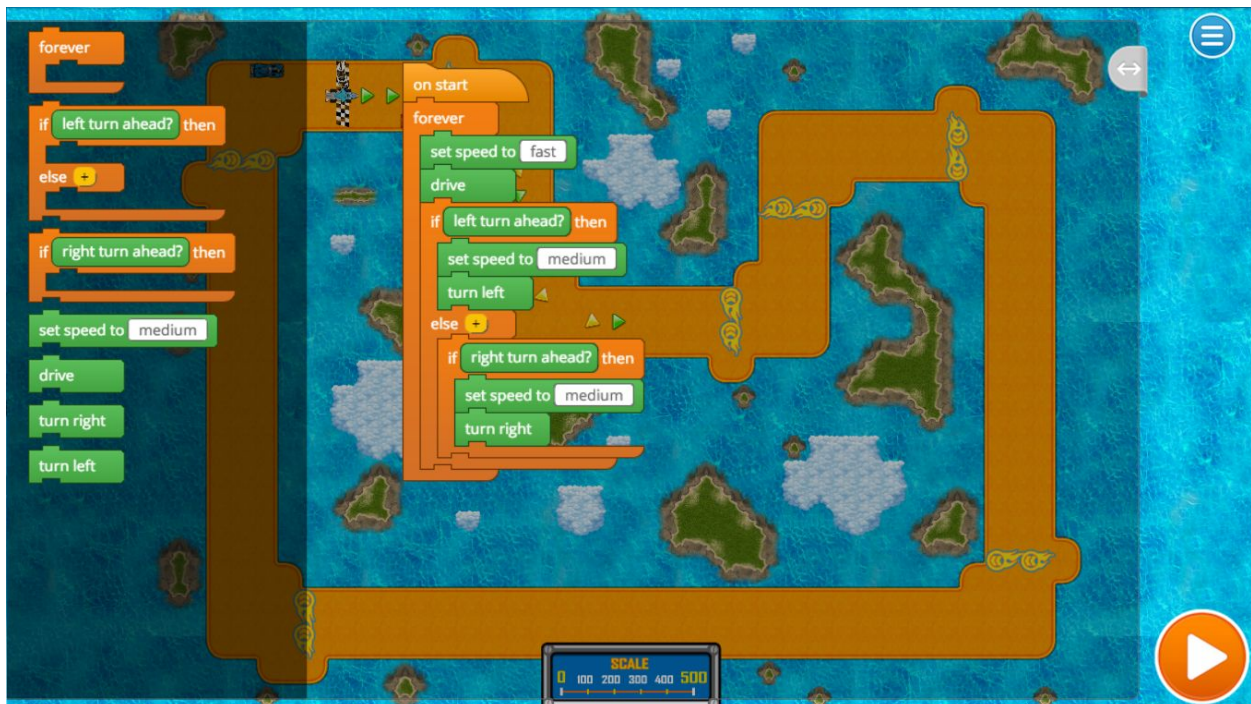 forever
if left turn ahead? then
else +
if right turn ahead? then
set speed to medium
drive
turn right
turn left
on start
forever
set speed to fast
drive
if left turn ahead? then
set speed to medium
turn left
else +
if right turn ahead? then
set speed to medium
turn right
SCALE
0 100 200 300 400 500